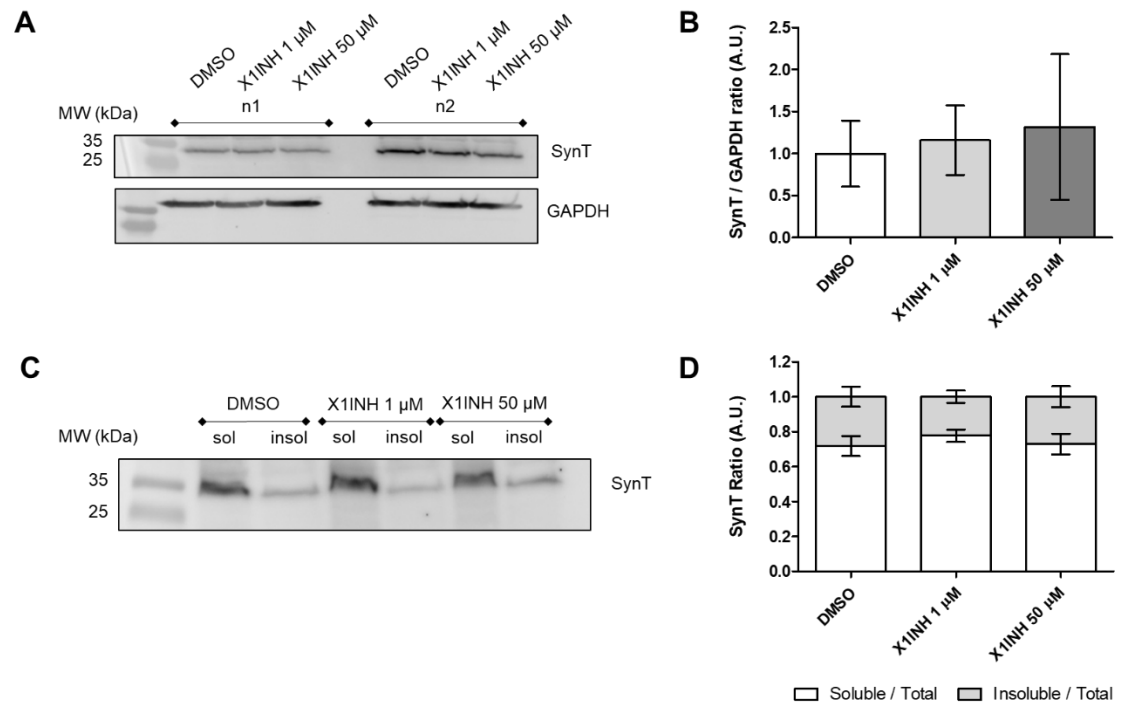 A
DMSO
X1INH 1 µM
X1INH 50 µM
DMSO
X1INH 1 µM
X1INH 50 µM
MW (kDa)
n1
n2
35
25
SynT
GAPDH
B
SynT / GAPDH ratio (A.U.)
2.5
2.0
1.5
1.0
0.5
0.0
DMSO
X1INH 1 µM
X1INH 50 µM
C
DMSO
X1INH 1 µM
X1INH 50 µM
MW (kDa)
sol
insol
sol
insol
sol
insol
35
25
SynT
D
SynT Ratio (A.U.)
1.2
1.0
0.8
0.6
0.4
0.2
0.0
DMSO
X1INH 1 µM
X1INH 50 µM
Soluble / Total
Insoluble / Total